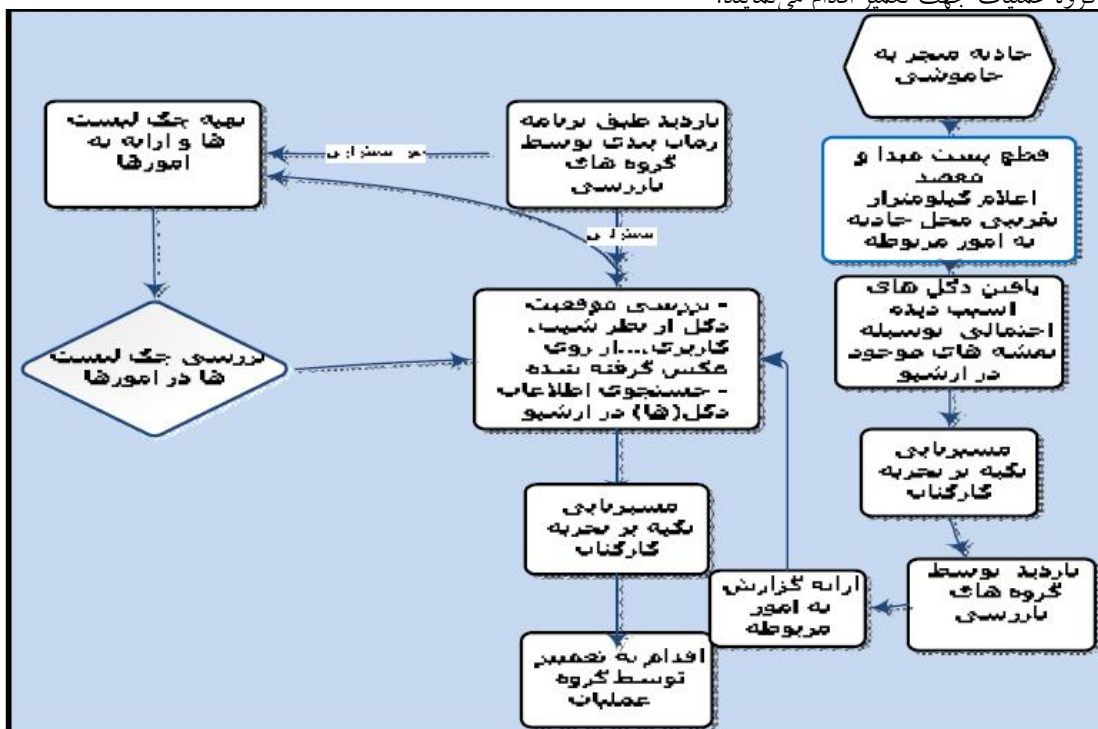 گروه عملیات جهت تعمیر اقدام می‌نمایند.
حادثه منجر به
خاموشی
قطع پست مبدا و
مقصد
اعلام کیلومتراژ
تقریبی محل حادثه
به امور مربوطه
یافتن دکل های
آسیب دیده
احتمالی بوسیله
نقشه های موجود
در آرشیو
مسیریابی
تکیه بر تجربه
کارکنان
بازدید توسط
گروه های
بازرسی
ارائه گزارش
به امور
مربوطه
بازدید طبق برنامه
زمان بندی توسط
گروه های
بازرسی
غیر اضطراری
اضطراری
تهیه چک لیست
ها و ارائه به
امورها
بررسی چک لیست
ها در امورها
- بررسی موقعیت
دکل از نظر شیب،
کاربری،...از روی
عکس گرفته شده
- جستجوی اطلاعات
دکل(ها) در آرشیو
مسیریابی
تکیه بر تجربه
کارکنان
اقدام به تعمیر
توسط گروه
عملیات